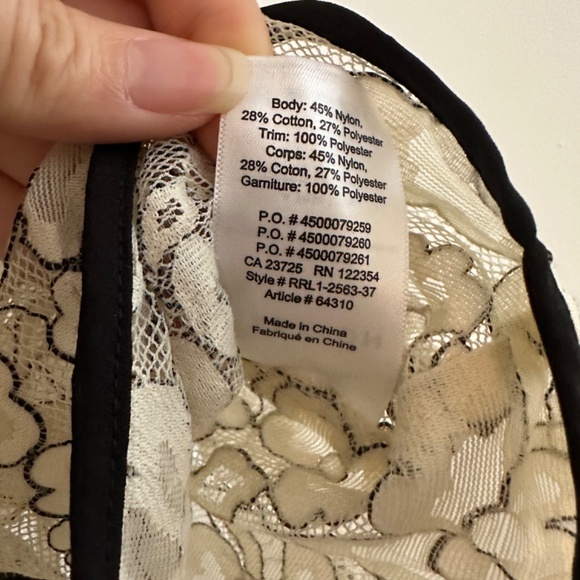 Body: 45% Nylon,
28% Cotton, 27% Polyester
Trim: 100% Polyester
Corps: 45% Nylon,
28% Coton, 27% Polyester
Garniture: 100% Polyester
P.O. # 4500079259
P.O. # 4500079260
P.O. # 4500079261
CA 23725 RN 122354
Style # RRL1-2563-37
Article # 64310
Made in China
Fabriqué en Chine